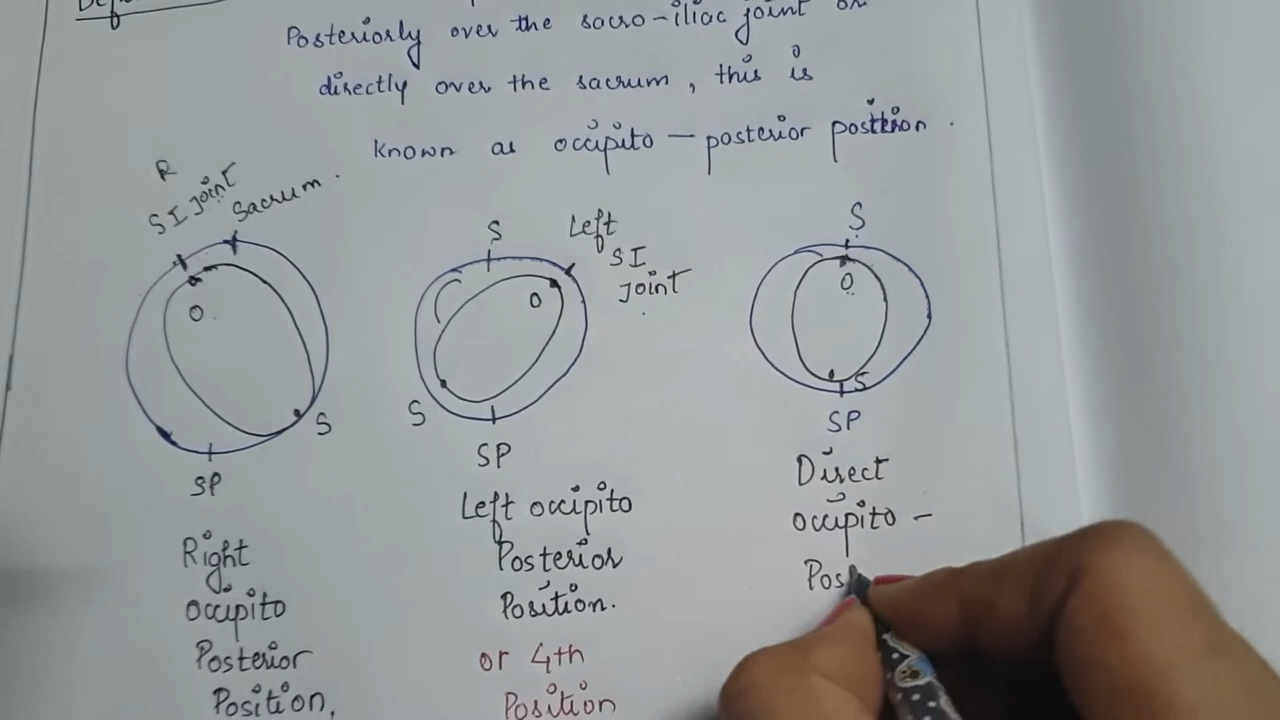 Posteriorly over the sacro-iliac joint or
directly over the sacrum, this is
known as occipito-posterior position.
R
SI Joint
Sacrum.
O
S
SP
Right
occipito
Posterior
Position,
S
Left
SI
Joint
O
S
SP
Left occipito
Posterior
Position.
or 4th
Position
S
O
S
SP
Direct
occipito-
Pos